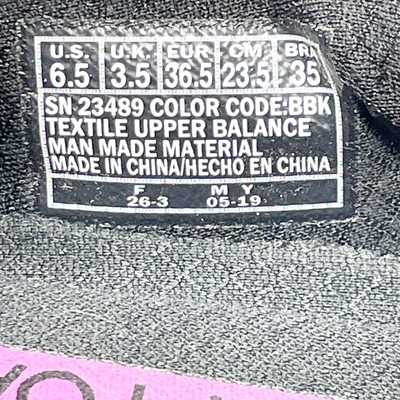 U.S. U.K. EUR CM BRA
6.5 3.5 36.5 23.5 35
SN.23489 COLOR CODE:BBK
TEXTILE UPPER BALANCE
MAN MADE MATERIAL
MADE IN CHINA/HECHO EN CHINA
F M Y
26-3 05-19